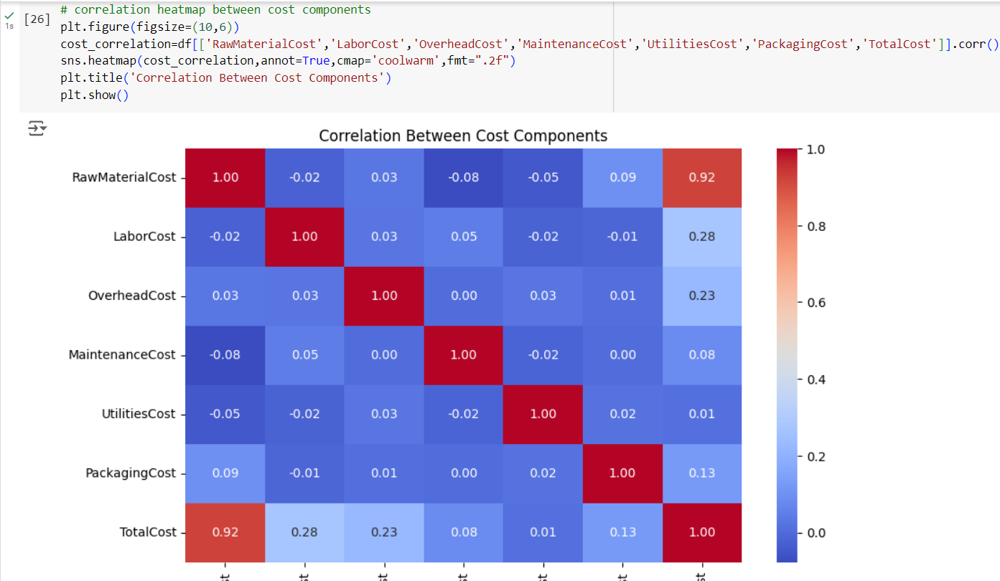 [26]
1s
# correlation heatmap between cost components
plt.figure(figsize=(10,6))
cost_correlation=df[['RawMaterialCost','LaborCost','OverheadCost','MaintenanceCost','UtilitiesCost','PackagingCost','TotalCost']].corr()
sns.heatmap(cost_correlation,annot=True,cmap='coolwarm',fmt=".2f")
plt.title('Correlation Between Cost Components')
plt.show()
Correlation Between Cost Components
RawMaterialCost 1.00 -0.02 0.03 -0.08 -0.05 0.09 0.92
LaborCost -0.02 1.00 0.03 0.05 -0.02 -0.01 0.28
OverheadCost 0.03 0.03 1.00 0.00 0.03 0.01 0.23
MaintenanceCost -0.08 0.05 0.00 1.00 -0.02 0.00 0.08
UtilitiesCost -0.05 -0.02 0.03 -0.02 1.00 0.02 0.01
PackagingCost 0.09 -0.01 0.01 0.00 0.02 1.00 0.13
TotalCost 0.92 0.28 0.23 0.08 0.01 0.13 1.00
1.0
0.8
0.6
0.4
0.2
0.0